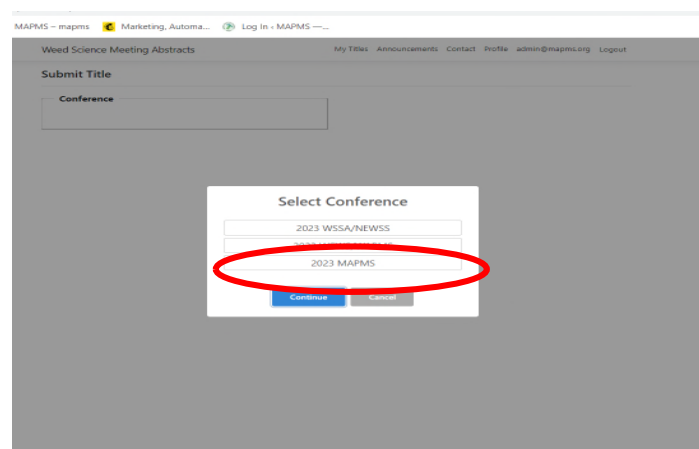 MAPMS – mapms Marketing, Automa... Log In ‹ MAPMS —...
Weed Science Meeting Abstracts My Titles Announcements Contact Profile admin@mapms.org Logout
Submit Title
Conference
Select Conference
2023 WSSA/NEWSS
2023
2023 MAPMS
Continue Cancel